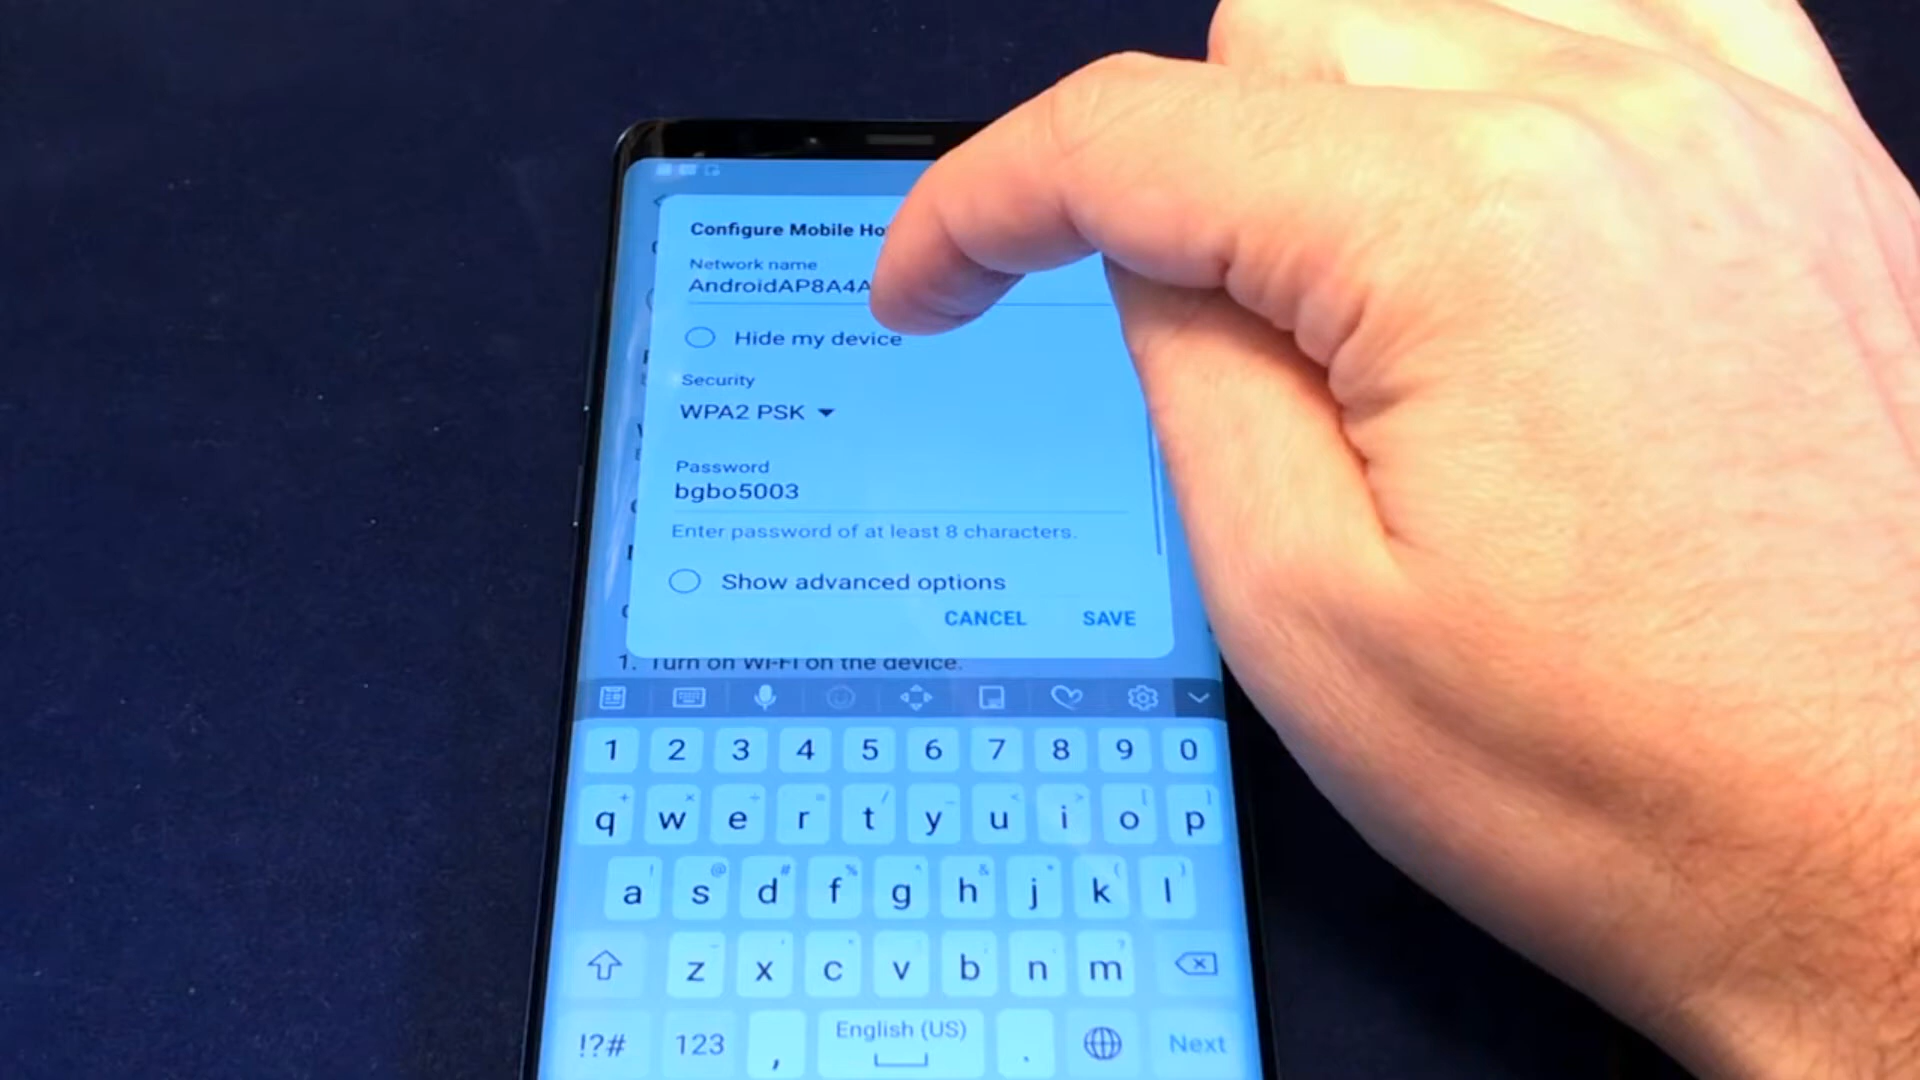 Configure Mobile
Network name
AndroidAP8A4A
Hide my device
Security
WPA2 PSK
Password
bgbo5003
Enter password of at least 8 characters.
Show advanced options
CANCEL SAVE
1. Turn on Wi-Fi on the device.
1 2 3 4 5 6 7 8 9 0
q w e r t y u i o p
a s d f g h j k l
z x c v b n m
!?# 123 , English (US) . Next